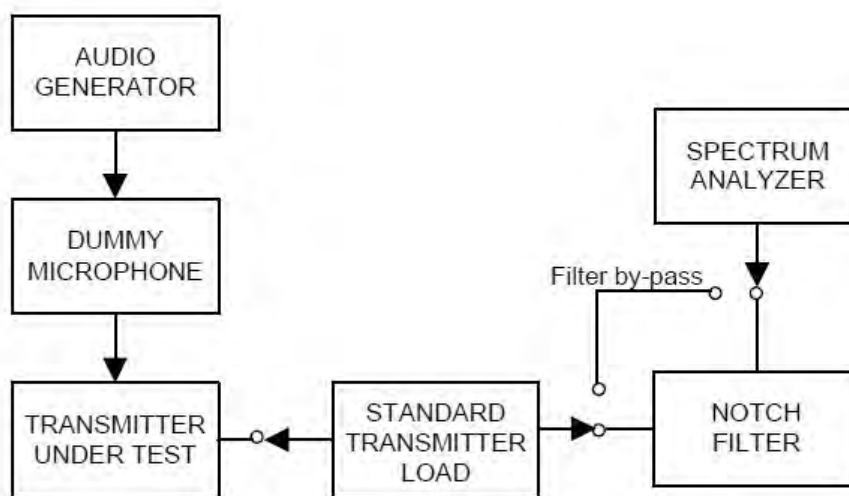 AUDIO
GENERATOR
SPECTRUM
ANALYZER
DUMMY
MICROPHONE
Filter by-pass
TRANSMITTER
UNDER TEST
STANDARD
TRANSMITTER
LOAD
NOTCH
FILTER